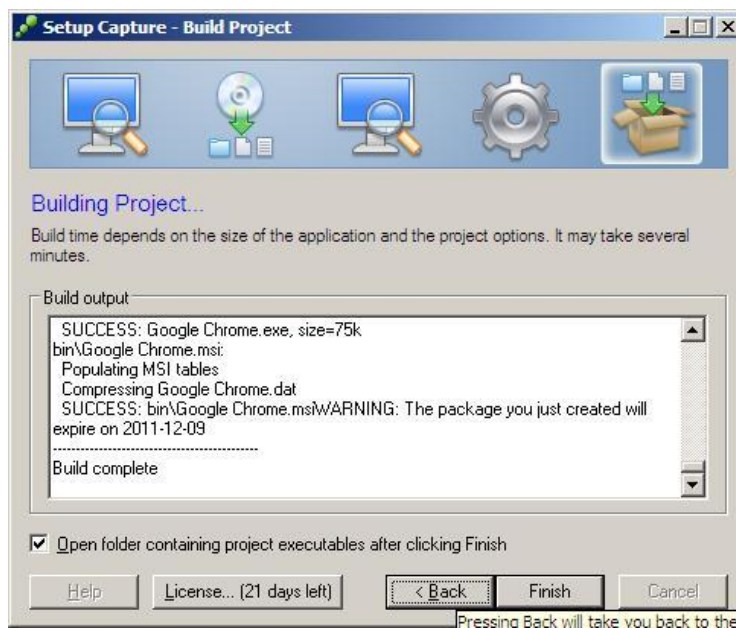 Setup Capture - Build Project
Building Project...
Build time depends on the size of the application and the project options. It may take several
minutes.
Build output
SUCCESS: Google Chrome.exe, size=75k
bin\Google Chrome.msi:
Populating MSI tables
Compressing Google Chrome.dat
SUCCESS: bin\Google Chrome.msiWARNING: The package you just created will
expire on 2011-12-09
------------------------------------------
Build complete
Open folder containing project executables after clicking Finish
Help
License... (21 days left)
< Back
Finish
Cancel
Pressing Back will take you back to the